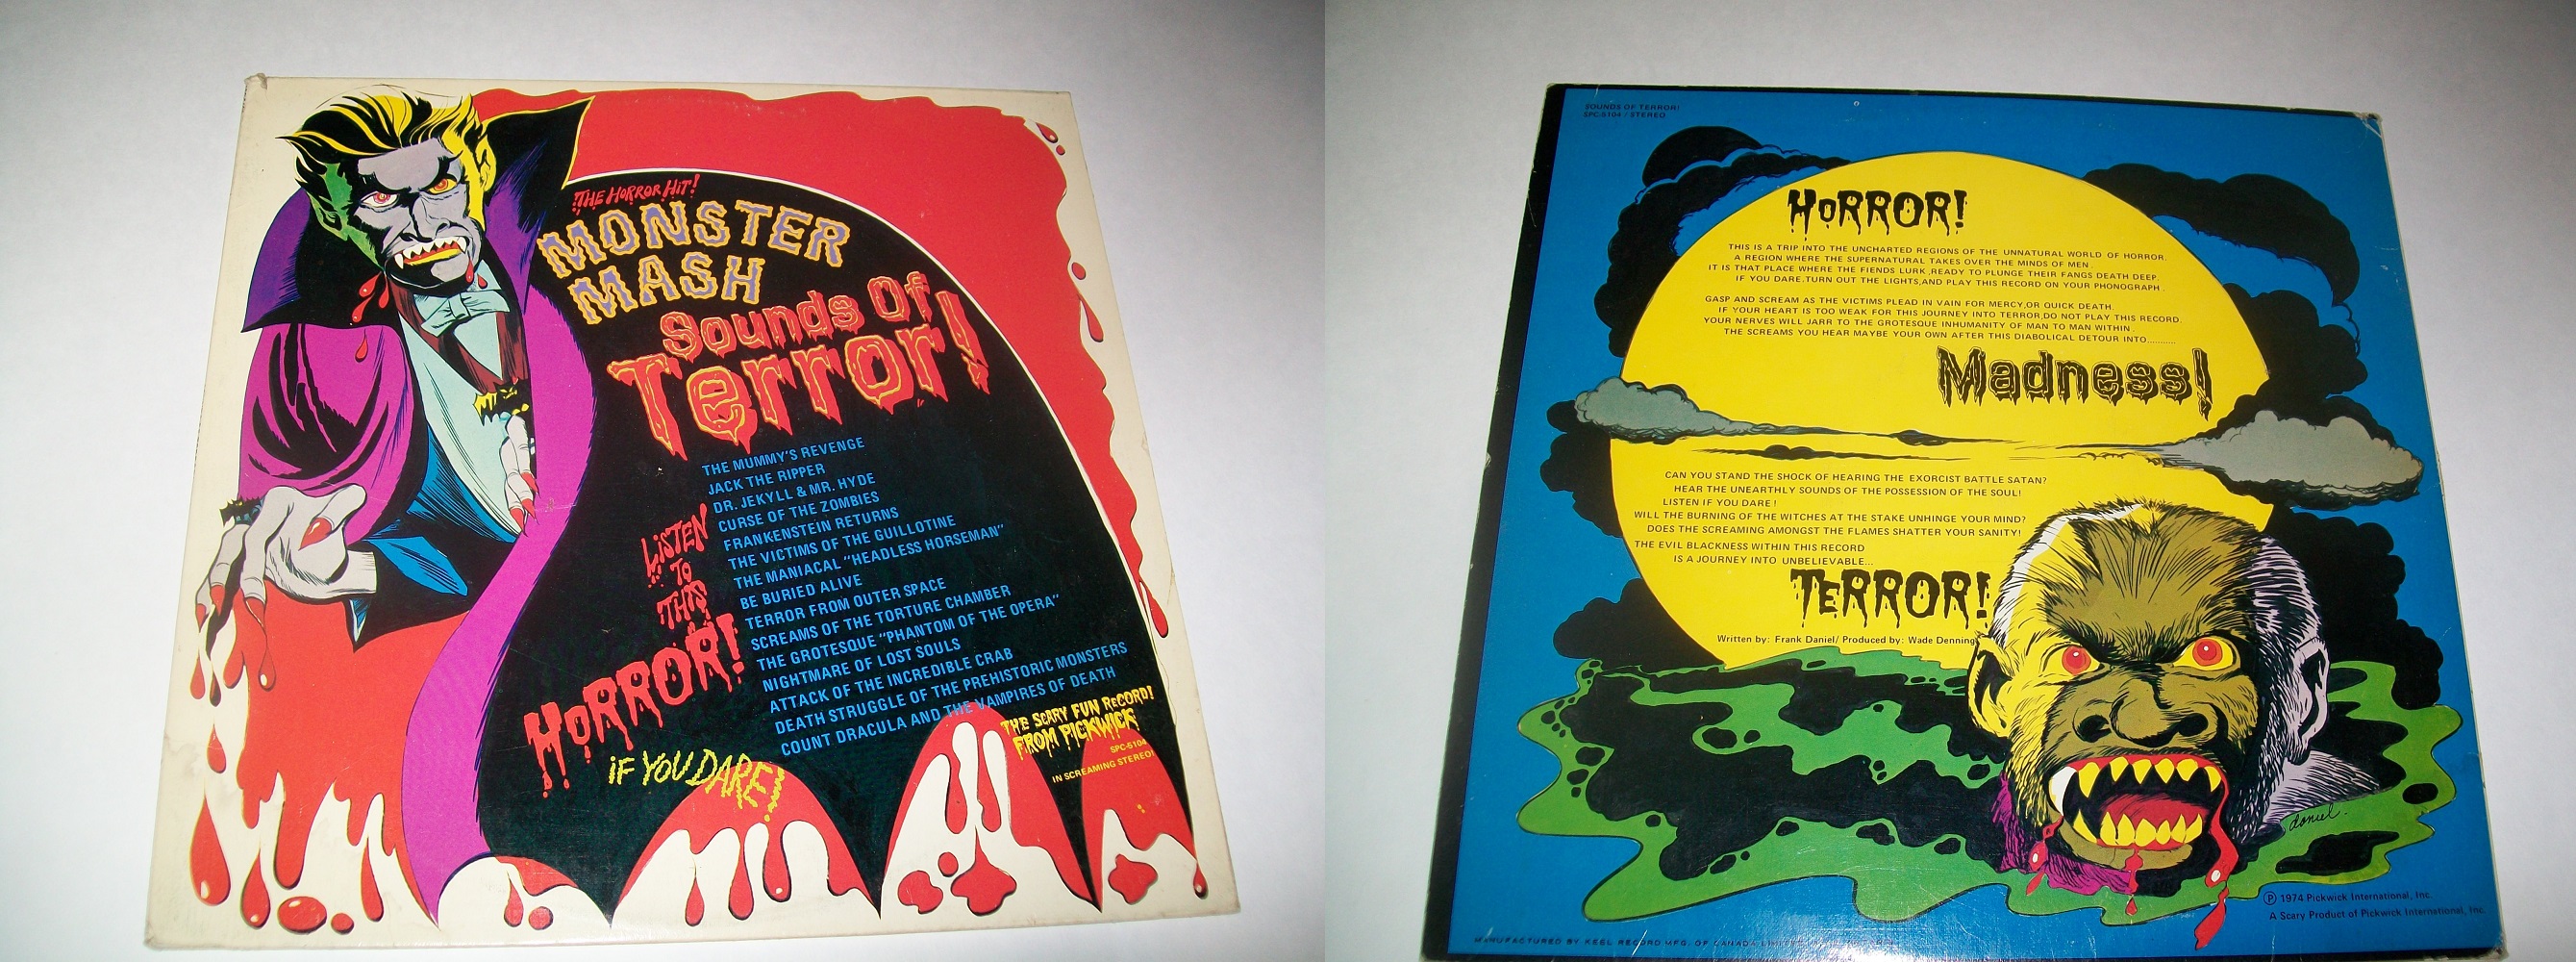 THE HORROR HIT!
MONSTER
MASH
Sounds Of
Terror!
THE MUMMY'S REVENGE
JACK THE RIPPER
DR. JEKYLL & MR. HYDE
CURSE OF THE ZOMBIES
FRANKENSTEIN RETURNS
THE VICTIMS OF THE GUILLOTINE
THE MANIACAL "HEADLESS HORSEMAN"
BE BURIED ALIVE
TERROR FROM OUTER SPACE
SCREAMS OF THE TORTURE CHAMBER
THE GROTESQUE "PHANTOM OF THE OPERA"
NIGHTMARE OF LOST SOULS
ATTACK OF THE INCREDIBLE CRAB
DEATH STRUGGLE OF THE PREHISTORIC MONSTERS
COUNT DRACULA AND THE VAMPIRES OF DEATH
LISTEN
TO
THIS
HORROR!
IF YOU DARE!
THE SCARY FUN RECORD!
FROM PICKWICK
SPC-5104
IN SCREAMING STEREO!
SOUNDS OF TERROR!
SPC-5104 / STEREO
HORROR!
THIS IS A TRIP INTO THE UNCHARTED REGIONS OF THE UNNATURAL WORLD OF HORROR.
A REGION WHERE THE SUPERNATURAL TAKES OVER THE MINDS OF MEN.
IT IS THAT PLACE WHERE THE FIENDS LURK,READY TO PLUNGE THEIR FANGS DEATH DEEP.
IF YOU DARE.TURN OUT THE LIGHTS,AND PLAY THIS RECORD ON YOUR PHONOGRAPH.
GASP AND SCREAM AS THE VICTIMS PLEAD IN VAIN FOR MERCY,OR QUICK DEATH
IF YOUR HEART IS TOO WEAK FOR THIS JOURNEY INTO TERROR,DO NOT PLAY THIS RECORD.
YOUR NERVES WILL JARR TO THE GROTESQUE INHUMANITY OF MAN TO MAN WITHIN.
THE SCREAMS YOU HEAR MAYBE YOUR OWN AFTER THIS DIABOLICAL DETOUR INTO..........
Madness!
CAN YOU STAND THE SHOCK OF HEARING THE EXORCIST BATTLE SATAN?
HEAR THE UNEARTHLY SOUNDS OF THE POSSESSION OF THE SOUL!
LISTEN IF YOU DARE!
WILL THE BURNING OF THE WITCHES AT THE STAKE UNHINGE YOUR MIND?
DOES THE SCREAMING AMONGST THE FLAMES SHATTER YOUR SANITY!
THE EVIL BLACKNESS WITHIN THIS RECORD
IS A JOURNEY INTO UNBELIEVABLE...
TERROR!
Written by: Frank Daniel/ Produced by: Wade Denning
daniel.
Ⓟ 1974 Pickwick International, Inc.
A Scary Product of Pickwick International, Inc.
MANUFACTURED BY KEEL RECORD MFG. OF CANADA